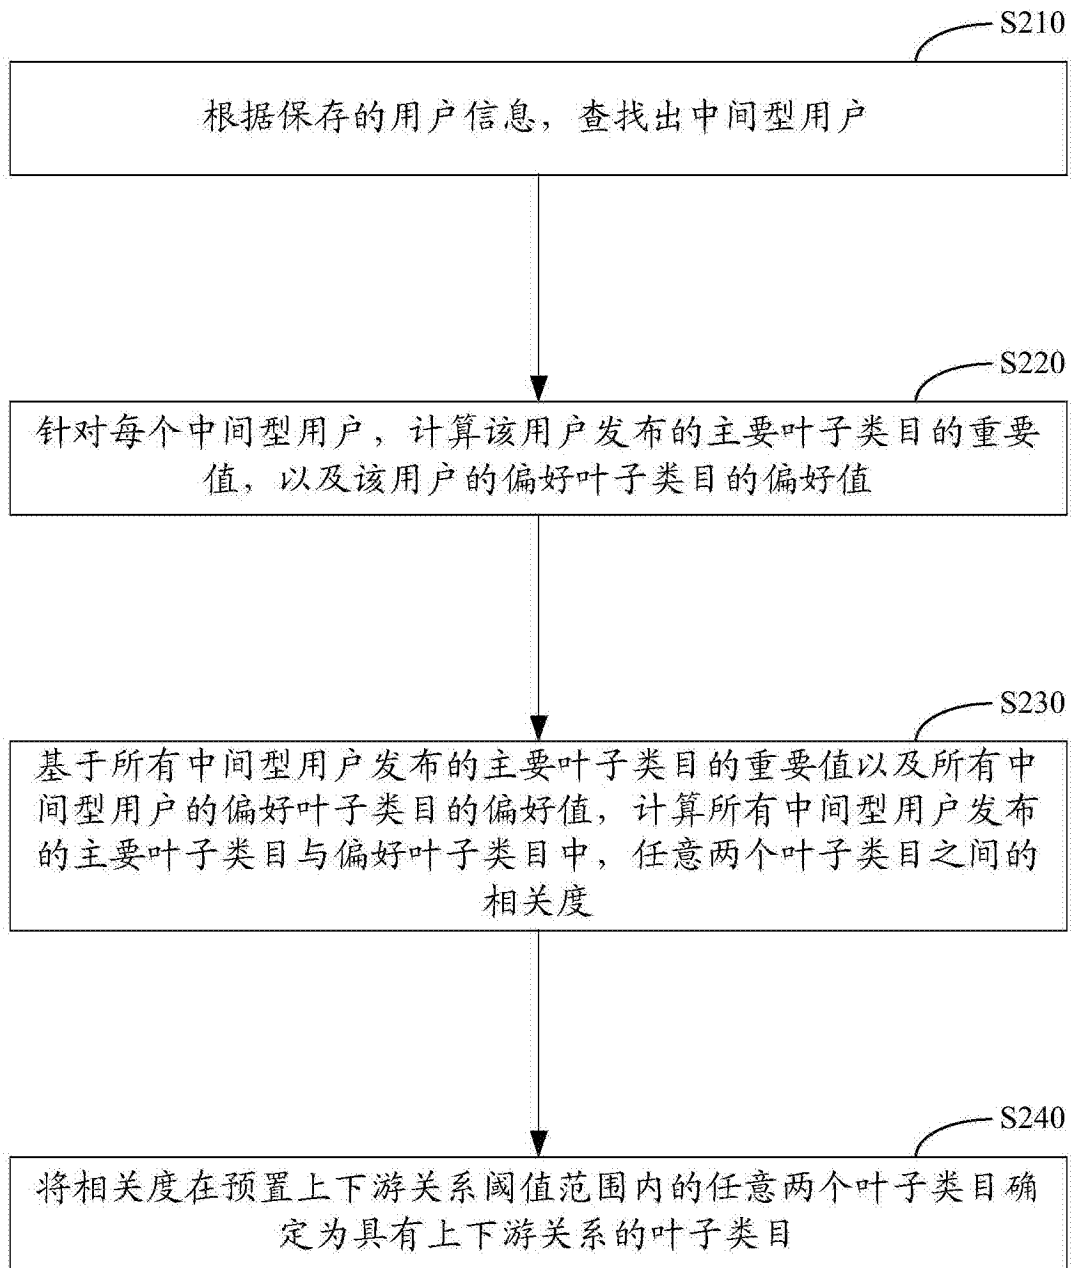 S210
根据保存的用户信息，查找出中间型用户
S220
针对每个中间型用户，计算该用户发布的主要叶子类目的重要
值，以及该用户的偏好叶子类目的偏好值
S230
基于所有中间型用户发布的主要叶子类目的重要值以及所有中
间型用户的偏好叶子类目的偏好值，计算所有中间型用户发布
的主要叶子类目与偏好叶子类目中，任意两个叶子类目之间的
相关度
S240
将相关度在预置上下游关系阈值范围内的任意两个叶子类目确
定为具有上下游关系的叶子类目